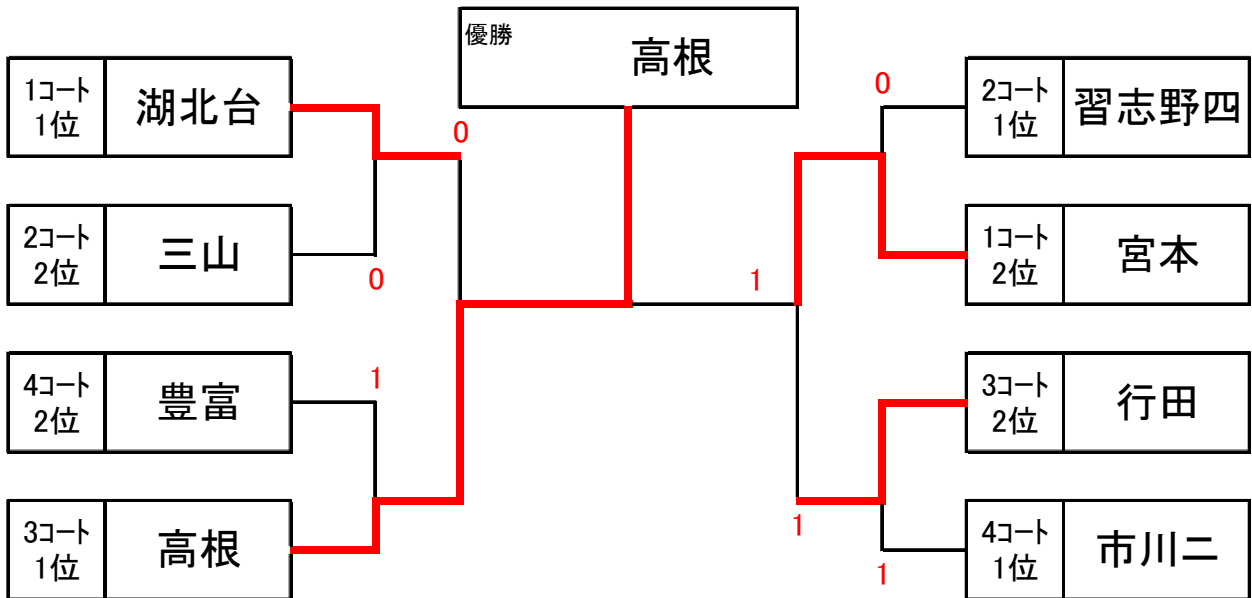 優勝
高根
1コート
1位
湖北台
0
0
2コート
1位
習志野四
2コート
2位
三山
0
1
1コート
2位
宮本
4コート
2位
豊富
1
3コート
2位
行田
3コート
1位
高根
1
1
4コート
1位
市川二